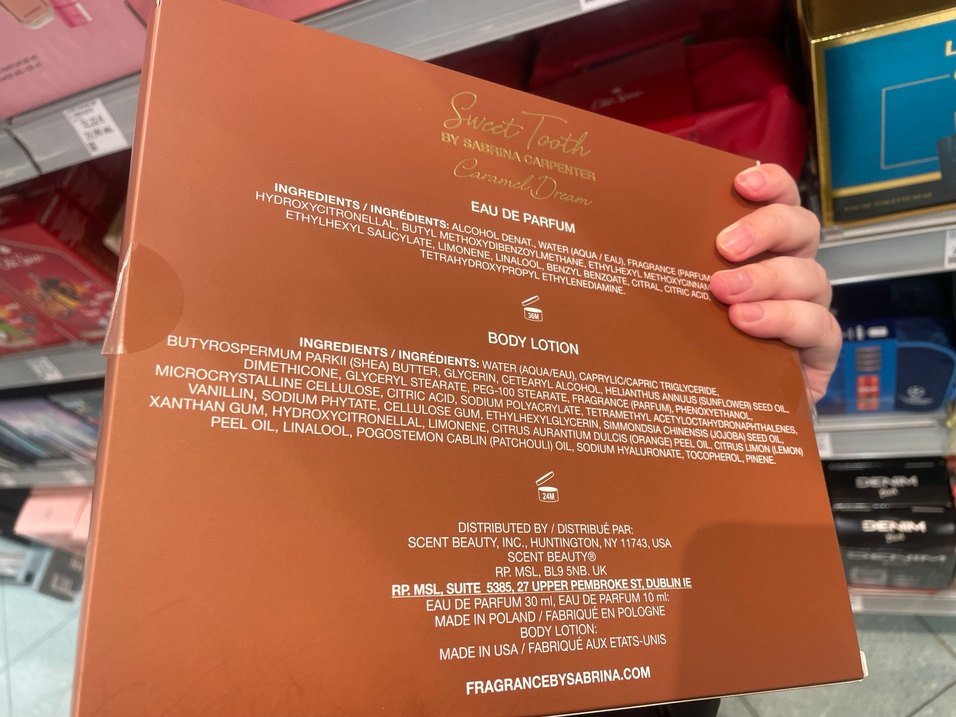 Sweet Tooth
BY SABRINA CARPENTER
Caramel Dream
EAU DE PARFUM
INGREDIENTS / INGRÉDIENTS: ALCOHOL DENAT., WATER (AQUA / EAU), FRAGRANCE (PARFUM)
HYDROXYCITRONELLAL, BUTYL METHOXYDIBENZOYLMETHANE, ETHYLHEXYL METHOXYCINNAM
ETHYLHEXYL SALICYLATE, LIMONENE, LINALOOL, BENZYL BENZOATE, CITRAL, CITRIC ACID,
TETRAHYDROXYPROPYL ETHYLENEDIAMINE.
36M
BODY LOTION
INGREDIENTS / INGRÉDIENTS: WATER (AQUA/EAU), CAPRYLIC/CAPRIC TRIGLYCERIDE,
BUTYROSPERMUM PARKII (SHEA) BUTTER, GLYCERIN, CETEARYL ALCOHOL, HELIANTHUS ANNUUS (SUNFLOWER) SEED OIL,
DIMETHICONE, GLYCERYL STEARATE, PEG-100 STEARATE, FRAGRANCE (PARFUM), PHENOXYETHANOL,
MICROCRYSTALLINE CELLULOSE, CITRIC ACID, SODIUM POLYACRYLATE, TETRAMETHYL ACETYLOCTAHYDRONAPHTHALENES,
VANILLIN, SODIUM PHYTATE, CELLULOSE GUM, ETHYLHEXYLGLYCERIN, SIMMONDSIA CHINENSIS (JOJOBA) SEED OIL,
XANTHAN GUM, HYDROXYCITRONELLAL, LIMONENE, CITRUS AURANTIUM DULCIS (ORANGE) PEEL OIL, CITRUS LIMON (LEMON)
PEEL OIL, LINALOOL, POGOSTEMON CABLIN (PATCHOULI) OIL, SODIUM HYALURONATE, TOCOPHEROL, PINENE.
24M
DISTRIBUTED BY / DISTRIBUÉ PAR:
SCENT BEAUTY, INC., HUNTINGTON, NY 11743, USA
SCENT BEAUTY®
RP. MSL, BL9 5NB. UK
RP. MSL, SUITE 5385, 27 UPPER PEMBROKE ST, DUBLIN IE
EAU DE PARFUM 30 ml, EAU DE PARFUM 10 ml:
MADE IN POLAND / FABRIQUÉ EN POLOGNE
BODY LOTION:
MADE IN USA / FABRIQUÉ AUX ETATS-UNIS
FRAGRANCEBYSABRINA.COM
DENIM
DENIM
DENIM